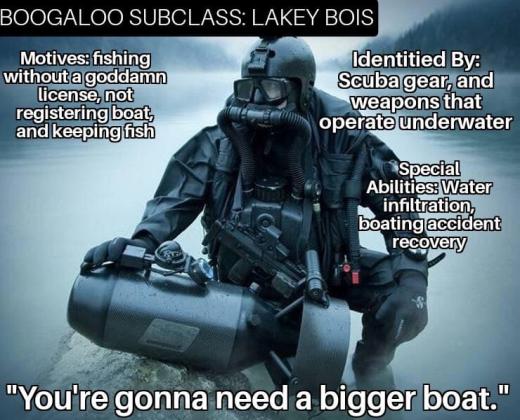 BOOGALOO SUBCLASS: LAKEY BOIS
Motives: fishing
without a goddamn
license, not
registering boat,
and keeping fish
Identitied By:
Scuba gear, and
weapons that
operate underwater
Special
Abilities: Water
infiltration,
boating accident
recovery
"You're gonna need a bigger boat."